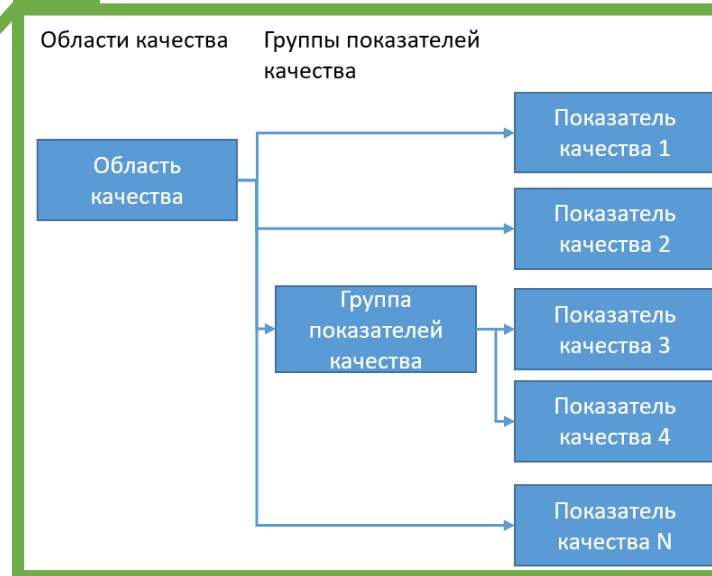 Области качества
Группы показателей
качества
Показатель
качества 1
Область
качества
Показатель
качества 2
Группа
показателей
качества
Показатель
качества 3
Показатель
качества 4
Показатель
качества N